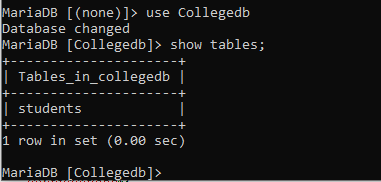 MariaDB [(none)]> use Collegedb
Database changed
MariaDB [Collegedb]> show tables;
+---------------------+
| Tables_in_collegedb |
+---------------------+
| students            |
+---------------------+
1 row in set (0.00 sec)
MariaDB [Collegedb]>